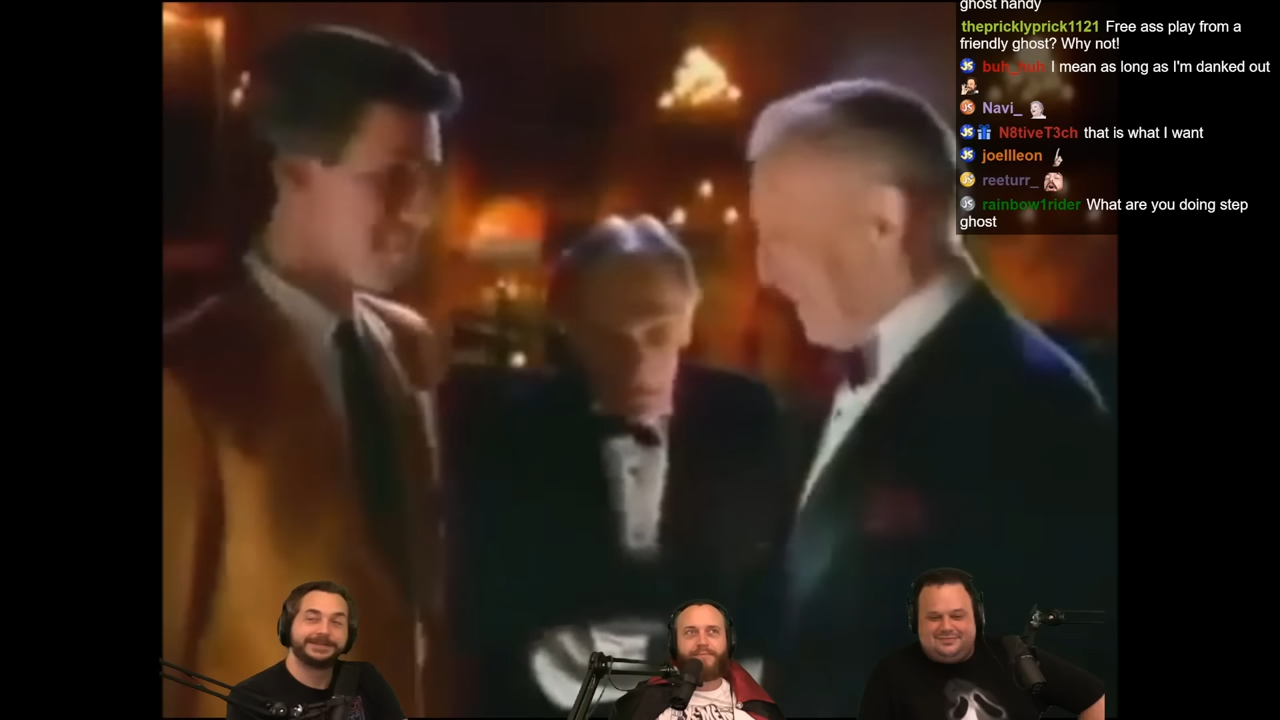 ghost handy
thepricklyprick1121 Free ass play from a
friendly ghost? Why not!
buh_huh I mean as long as I'm danked out
Navi_
N8tiveT3ch that is what I want
joellleon
reeturr_
rainbow1rider What are you doing step
ghost